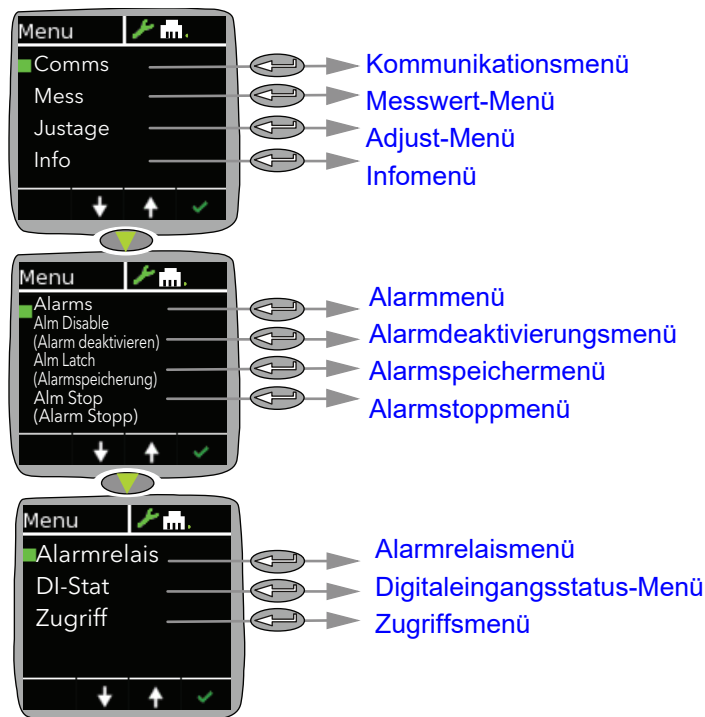 Menu
Comms
Kommunikationsmenü
Mess
Messwert-Menü
Justage
Adjust-Menü
Info
Infomenü
Menu
Alarms
Alarmmenü
Alm Disable
(Alarm deaktivieren)
Alarmdeaktivierungsmenü
Alm Latch
(Alarmspeicherung)
Alarmspeichermenü
Alm Stop
(Alarm Stopp)
Alarmstoppmenü
Menu
Alarmrelais
Alarmrelaismenü
DI-Stat
Digitaleingangsstatus-Menü
Zugriff
Zugriffsmenü